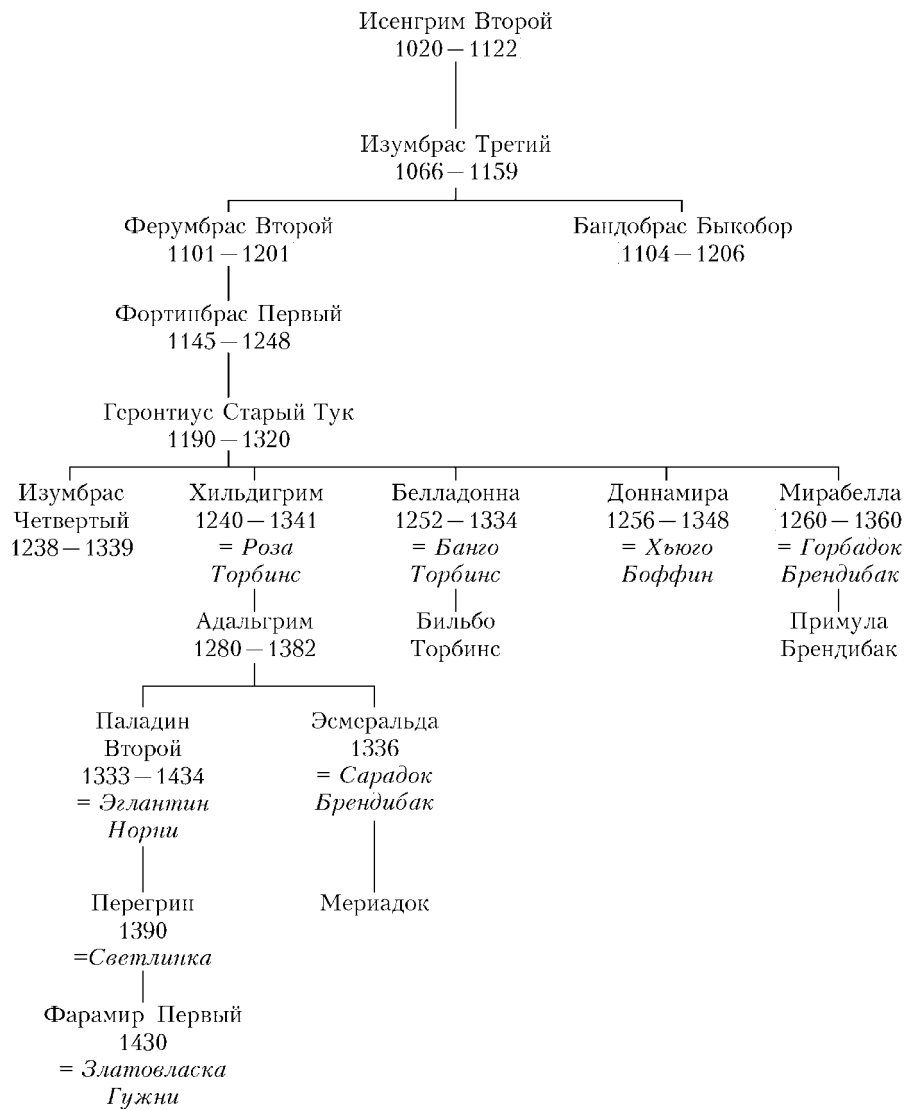 Исенгрим Второй
1020 — 1122
Изумбрас Третий
1066 — 1159
Ферумбрас Второй
1101 — 1201
Бандобрас Быкобор
1104 — 1206
Фортинбрас Первый
1145 — 1248
Геронтиус Старый Тук
1190 — 1320
Изумбрас
Четвертый
1238 — 1339
Хильдигрим
1240 — 1341
= Роза
Торбинс
Белладонна
1252 — 1334
= Банго
Торбинс
Доннамира
1256 — 1348
= Хьюго
Боффин
Мирабелла
1260 — 1360
= Горбадок
Брендибак
Адальгрим
1280 — 1382
Бильбо
Торбинс
Примула
Брендибак
Паладин
Второй
1333 — 1434
= Эглантин
Норпи
Эсмеральда
1336
= Сарадок
Брендибак
Перегрин
1390
=Светлинка
Мериадок
Фарамир Первый
1430
= Златовласка
Гужни